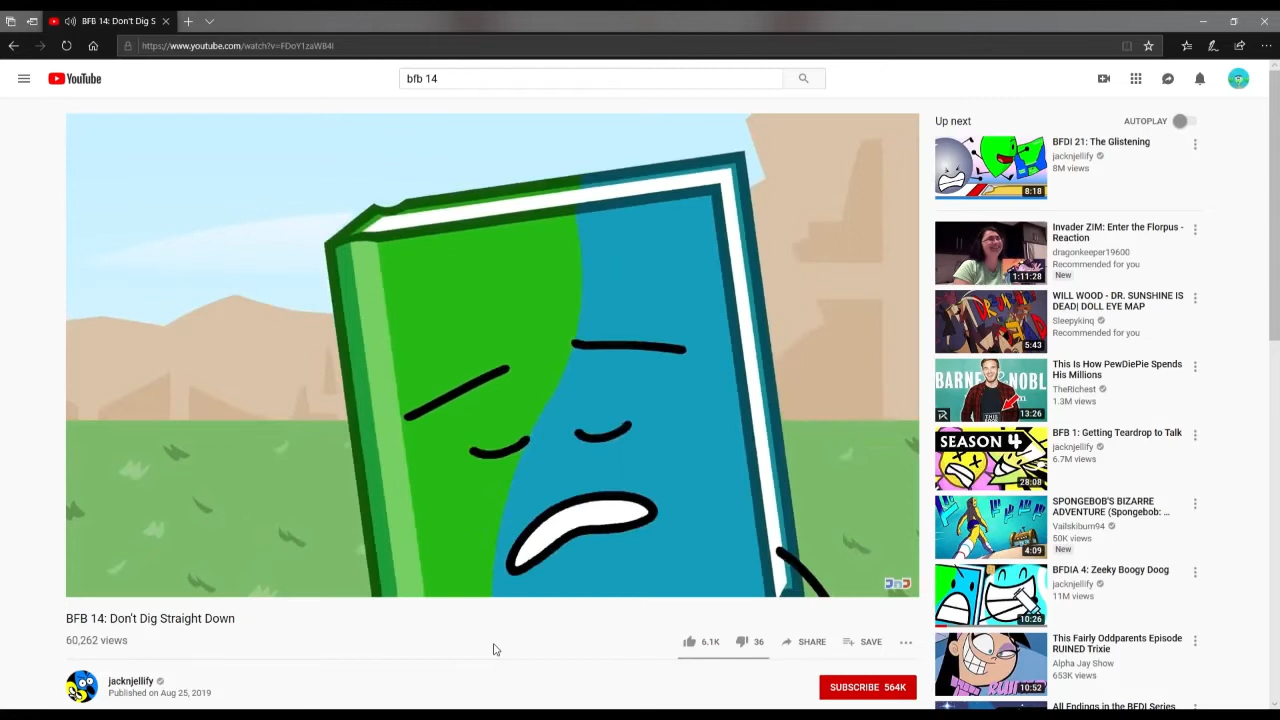 BFB 14: Don't Dig S
https://www.youtube.com/watch?v=FDoY1zaW84I
YouTube
bfb 14
Up next
AUTOPLAY
BFDI 21: The Glistening
jacknjellify
8M views
8:18
Invader ZIM: Enter the Florpus -
Reaction
dragonkeeper19600
Recommended for you
New
1:11:28
WILL WOOD - DR. SUNSHINE IS
DEAD| DOLL EYE MAP
Sleepykinq
Recommended for you
5:43
This Is How PewDiePie Spends
His Millions
TheRichest
1.3M views
BARNE NOBL
13:26
BFB 1: Getting Teardrop to Talk
jacknjellify
6.7M views
SEASON 4
28:08
SPONGEBOB'S BIZARRE
ADVENTURE (Spongebob: ...
Vailskibum94
50K views
New
4:09
BFDIA 4: Zeeky Boogy Doog
jacknjellify
11M views
10:26
This Fairly Oddparents Episode
RUINED Trixie
Alpha Jay Show
653K views
10:52
All Endings in the BFDI Series
BFB 14: Don't Dig Straight Down
60,262 views
6.1K
36
SHARE
SAVE
jacknjellify
Published on Aug 25, 2019
SUBSCRIBE 564K